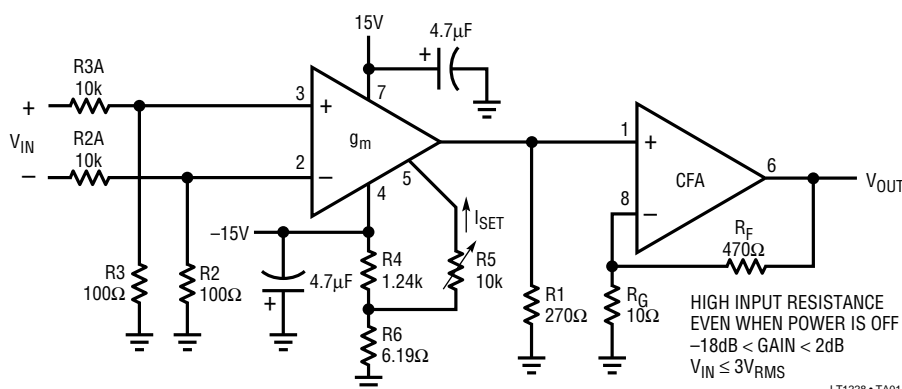 15V
4.7µF
+
R3A
10k
+
3
+
7
V_IN
g_m
R2A
10k
1
+
–
2
–
CFA
6
V_OUT
5
4
8
–
–15V
I_SET
R_F
470Ω
R4
1.24k
R5
10k
R3
100Ω
R2
100Ω
4.7µF
+
R1
270Ω
R_G
10Ω
R6
6.19Ω
HIGH INPUT RESISTANCE
EVEN WHEN POWER IS OFF
–18dB < GAIN < 2dB
V_IN ≤ 3V_RMS
LT1228 • TA01